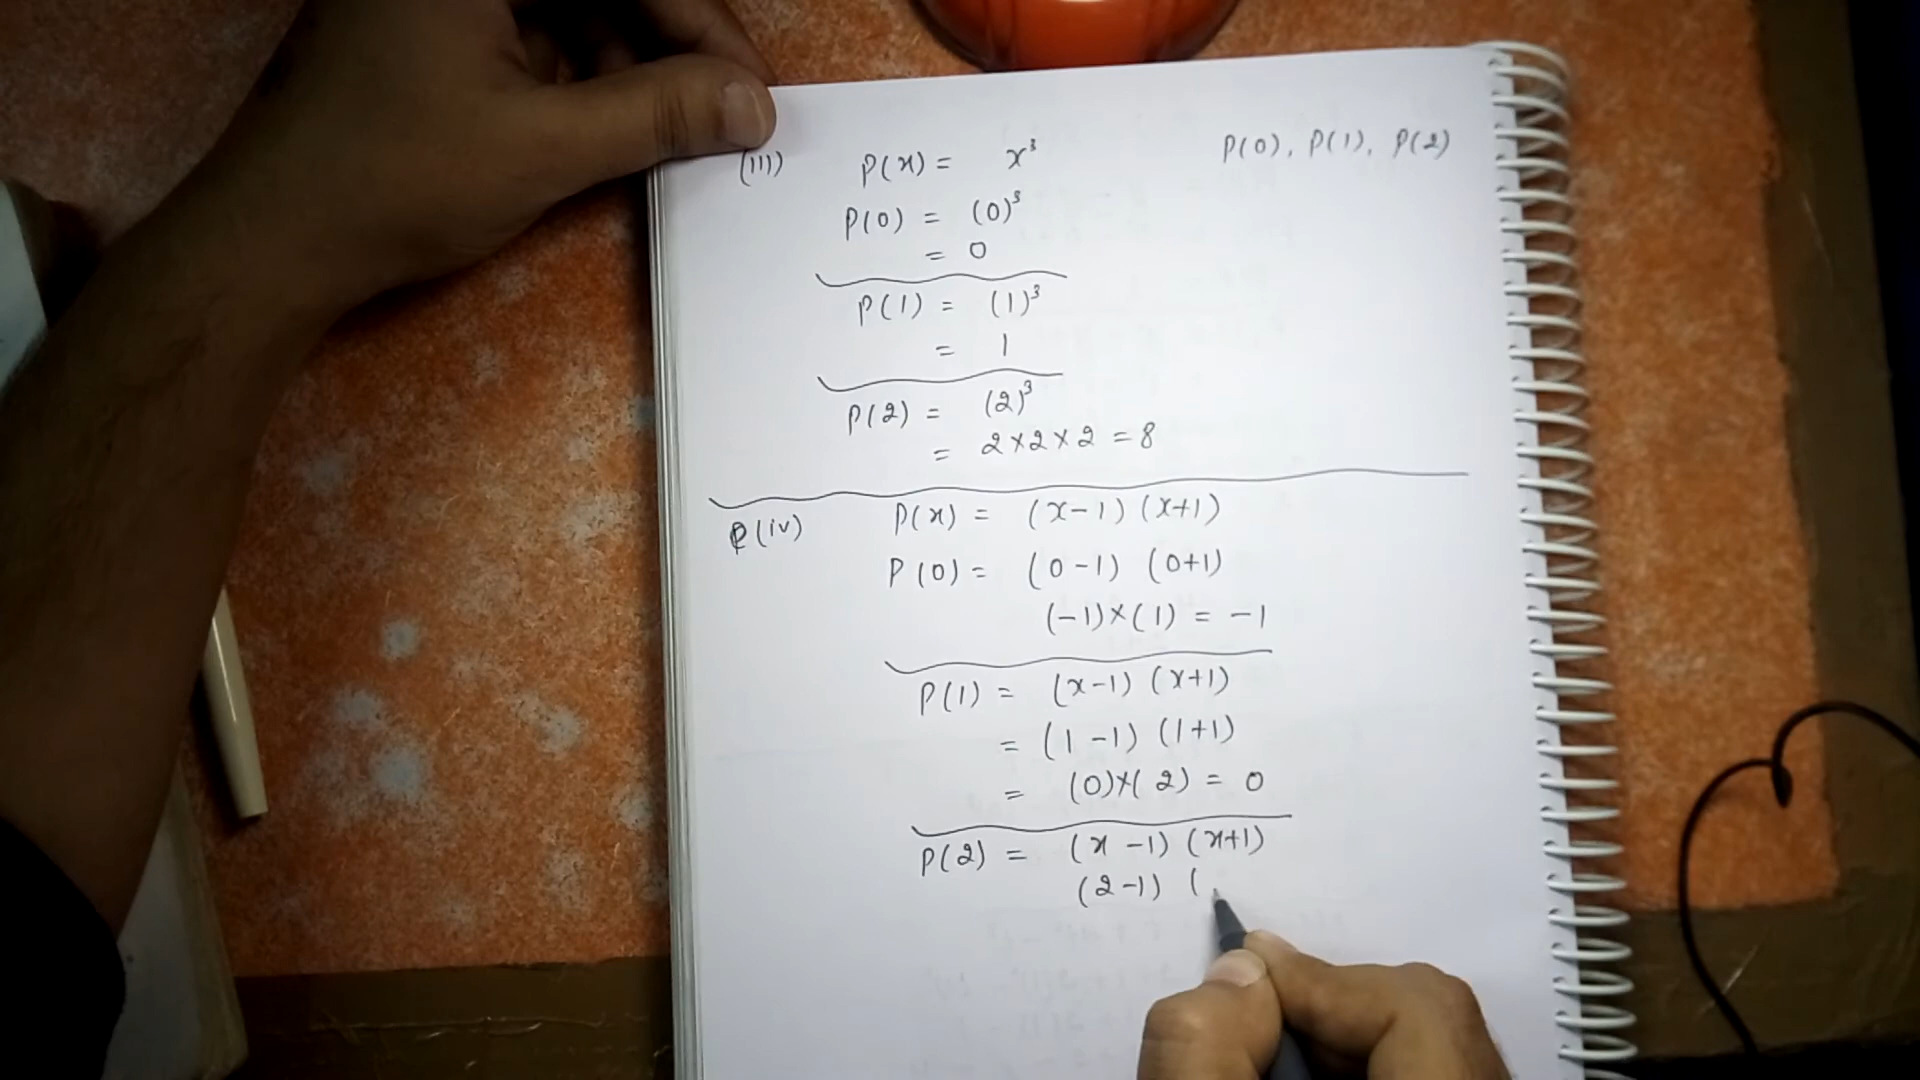 (III) P(x) = x³ P(0), P(1), P(2)
P(0) = (0)³
= 0
P(1) = (1)³
= 1
P(2) = (2)³
= 2×2×2 = 8
(iv) P(x) = (x-1) (x+1)
P(0) = (0-1) (0+1)
(-1)×(1) = -1
P(1) = (x-1) (x+1)
= (1-1) (1+1)
= (0)×(2) = 0
P(2) = (x-1) (x+1)
(2-1) (